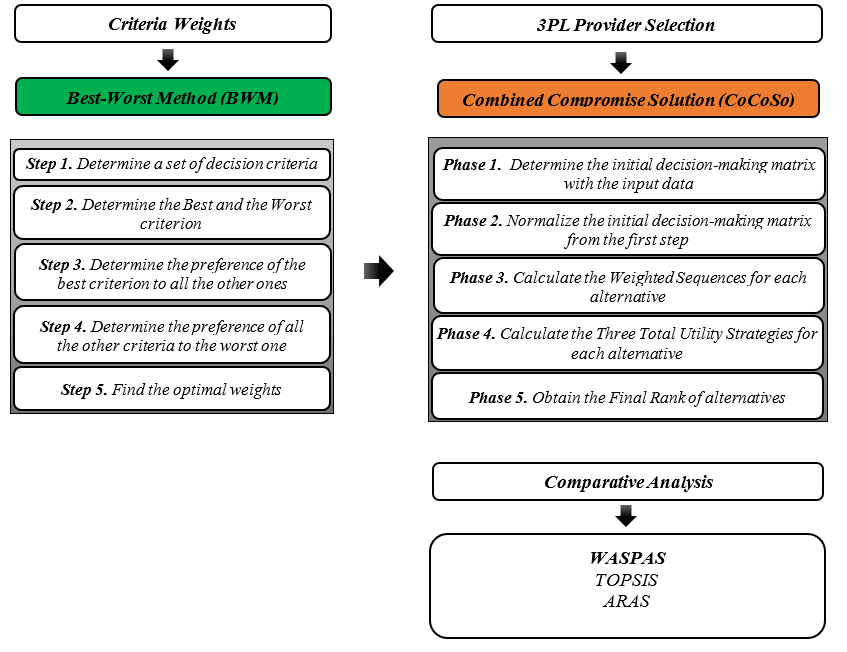 Criteria Weights
Best-Worst Method (BWM)
Step 1. Determine a set of decision criteria
Step 2. Determine the Best and the Worst
criterion
Step 3. Determine the preference of the
best criterion to all the other ones
Step 4. Determine the preference of all
the other criteria to the worst one
Step 5. Find the optimal weights
3PL Provider Selection
Combined Compromise Solution (CoCoSo)
Phase 1. Determine the initial decision-making matrix
with the input data
Phase 2. Normalize the initial decision-making matrix
from the first step
Phase 3. Calculate the Weighted Sequences for each
alternative
Phase 4. Calculate the Three Total Utility Strategies for
each alternative
Phase 5. Obtain the Final Rank of alternatives
Comparative Analysis
WASPAS
TOPSIS
ARAS